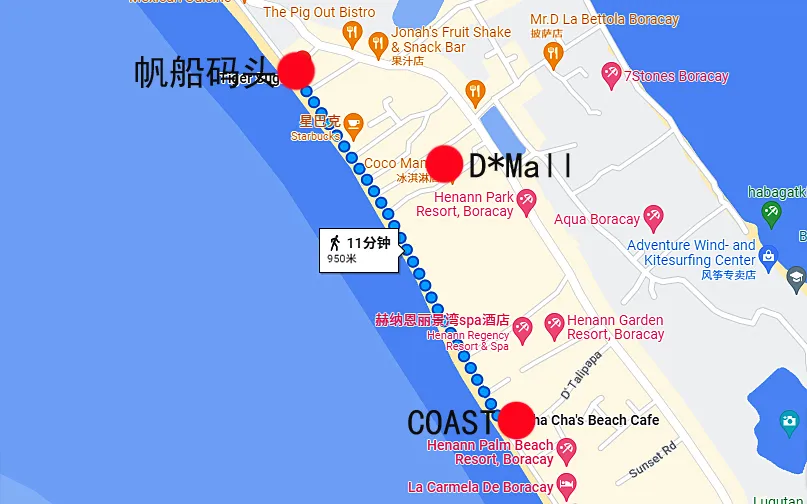 The Pig Out Bistro
Jonah's Fruit Shake
& Snack Bar
果汁店
Mr.D La Bettola Boracay
披萨店
7Stones Boracay
帆船码头
星巴克
Starbucks
Coco
冰淇淋
D*Mall
Henann Park
Resort, Boracay
Aqua Boracay
habagat
Adventure Wind- and
Kitesurfing Center
风筝专卖店
11分钟
950米
赫纳恩丽景湾spa酒店
Henann Regency
Resort & Spa
Henann Garden
Resort, Boracay
D'Talipapa
COAST
Cha's Beach Cafe
Henann Palm Beach
Resort, Boracay
Sunset Rd
La Carmela De Boracay